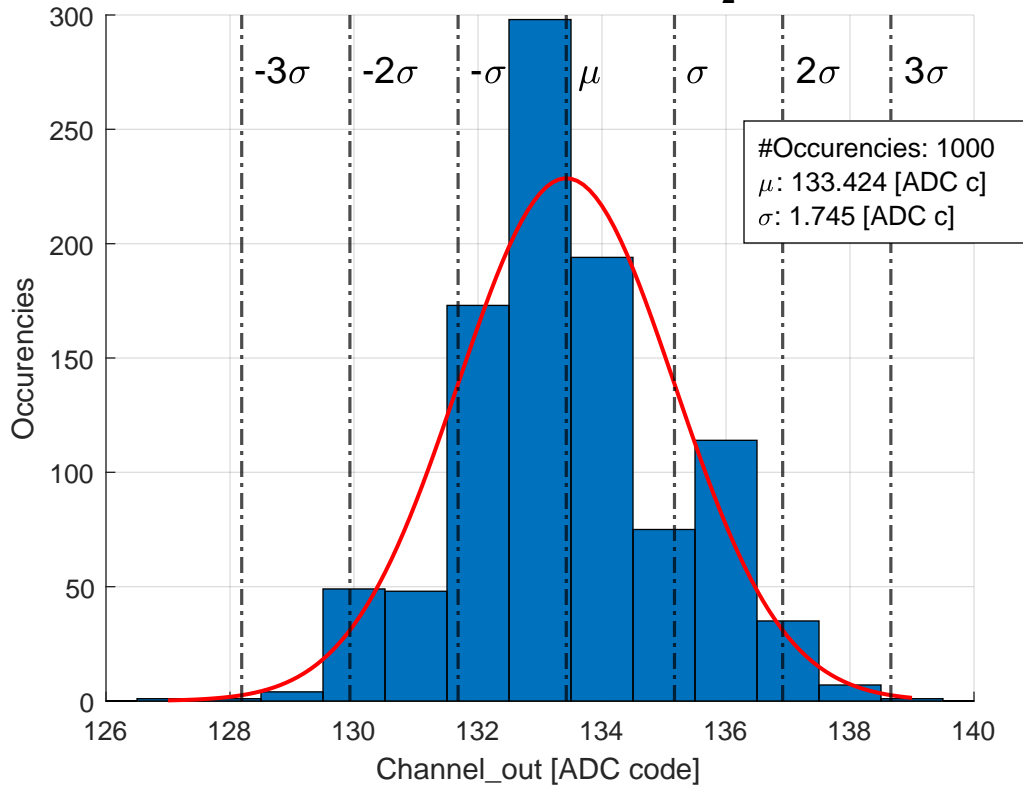 2
300
-3σ -2σ -σ μ σ 2σ 3σ
250
#Occurencies: 1000
μ: 133.424 [ADC c]
σ: 1.745 [ADC c]
200
Occurencies
150
100
50
0
126 128 130 132 134 136 138 140
Channel_out [ADC code]